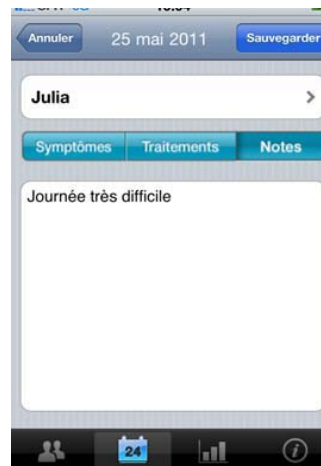 Annuler 25 mai 2011 Sauvegarder
Julia
Symptômes Traitements Notes
Journée très difficile
24